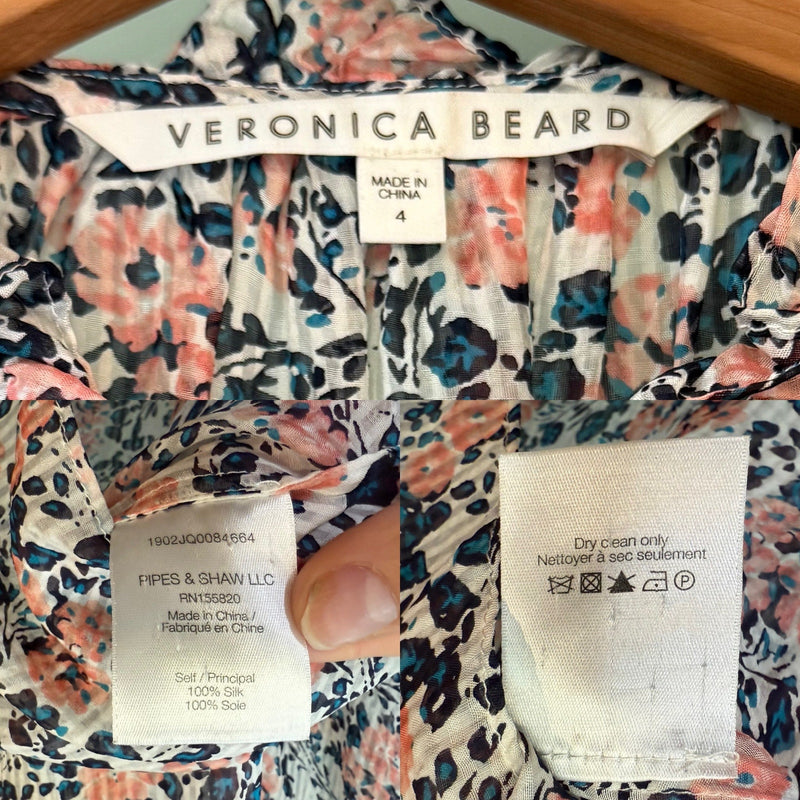 VERONICA BEARD
MADE IN
CHINA
4
1902JQ0084664
PIPES & SHAW LLC
RN155820
Made in China /
Fabriqué en Chine
Self / Principal
100% Silk
100% Soie
Dry clean only
Nettoyer à sec seulement